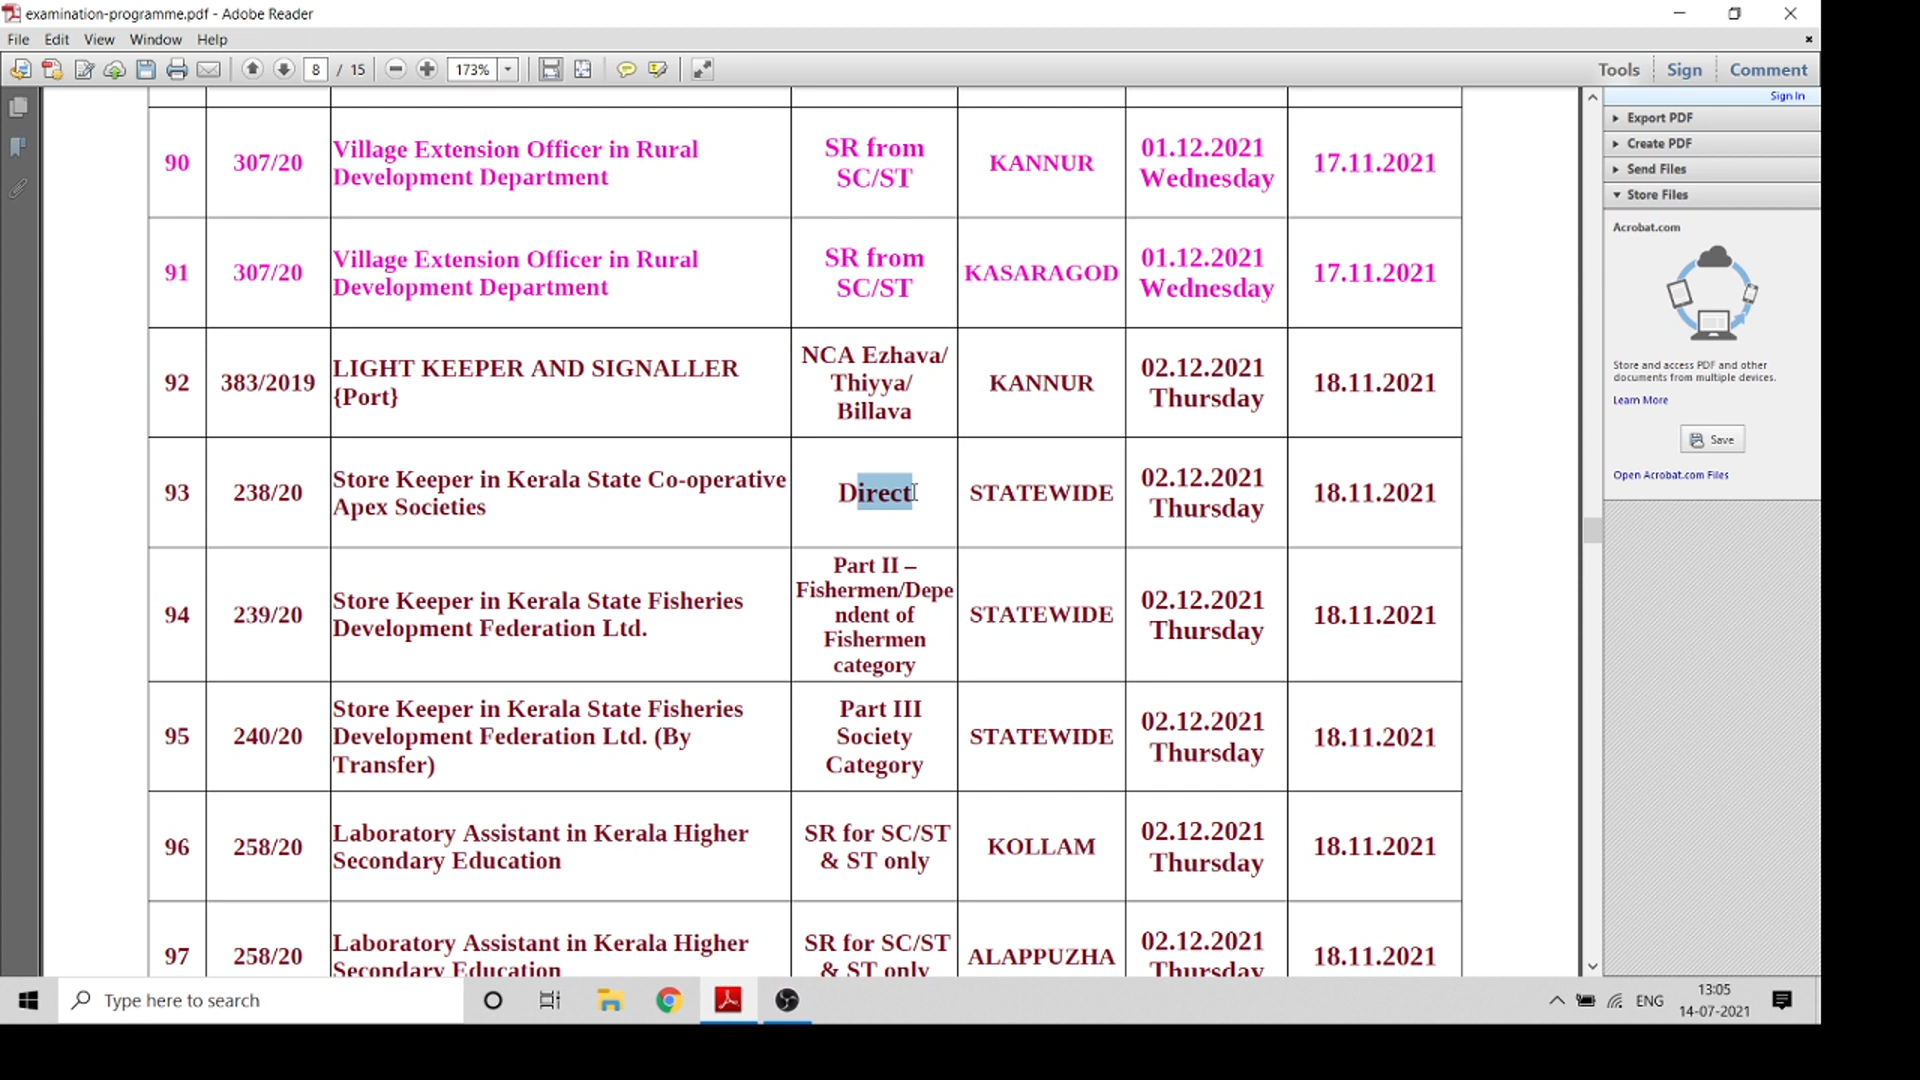 examination-programme.pdf - Adobe Reader
File Edit View Window Help
8 / 15 173% Tools Sign Comment
Sign In
Export PDF
Create PDF
Send Files
Store Files
Acrobat.com
Store and access PDF and other
documents from multiple devices.
Learn More
Save
Open Acrobat.com Files
90 307/20 Village Extension Officer in Rural
Development Department
SR from
SC/ST
KANNUR
01.12.2021
Wednesday
17.11.2021
91 307/20 Village Extension Officer in Rural
Development Department
SR from
SC/ST
KASARAGOD
01.12.2021
Wednesday
17.11.2021
92 383/2019 LIGHT KEEPER AND SIGNALLER
{Port}
NCA Ezhava/
Thiyya/
Billava
KANNUR
02.12.2021
Thursday
18.11.2021
93 238/20 Store Keeper in Kerala State Co-operative
Apex Societies
Direct
STATEWIDE
02.12.2021
Thursday
18.11.2021
94 239/20 Store Keeper in Kerala State Fisheries
Development Federation Ltd.
Part II –
Fishermen/Depe
ndent of
Fishermen
category
STATEWIDE
02.12.2021
Thursday
18.11.2021
95 240/20 Store Keeper in Kerala State Fisheries
Development Federation Ltd. (By
Transfer)
Part III
Society
Category
STATEWIDE
02.12.2021
Thursday
18.11.2021
96 258/20 Laboratory Assistant in Kerala Higher
Secondary Education
SR for SC/ST
& ST only
KOLLAM
02.12.2021
Thursday
18.11.2021
97 258/20 Laboratory Assistant in Kerala Higher
Secondary Education
SR for SC/ST
& ST only
ALAPPUZHA
02.12.2021
Thursday
18.11.2021
Type here to search
ENG
13:05
14-07-2021